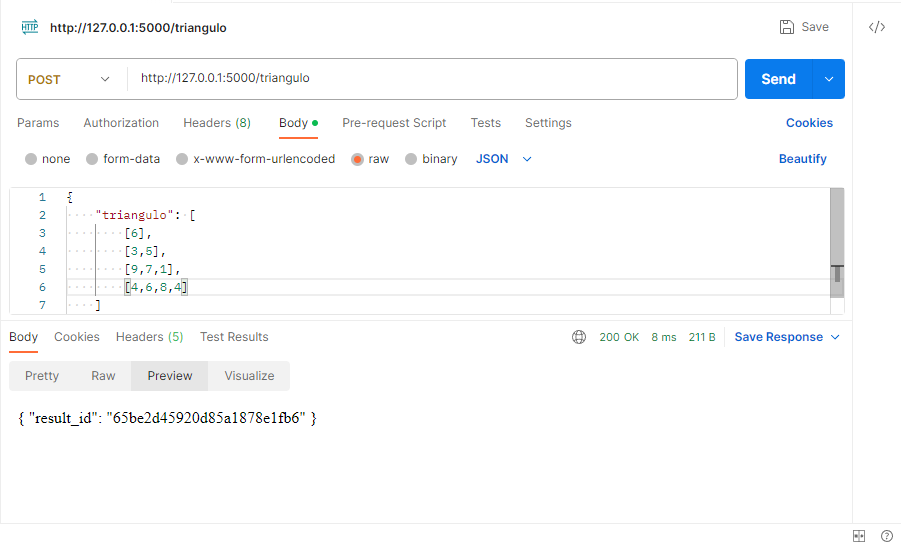 HTTP http://127.0.0.1:5000/triangulo Save </>
POST http://127.0.0.1:5000/triangulo Send
Params Authorization Headers (8) Body Pre-request Script Tests Settings Cookies
none form-data x-www-form-urlencoded raw binary JSON Beautify
1 {
2 "triangulo": [
3 [6],
4 [3,5],
5 [9,7,1],
6 [4,6,8,4]
7 ]
Body Cookies Headers (5) Test Results 200 OK 8 ms 211 B Save Response
Pretty Raw Preview Visualize
{ "result_id": "65be2d45920d85a1878e1fb6" }